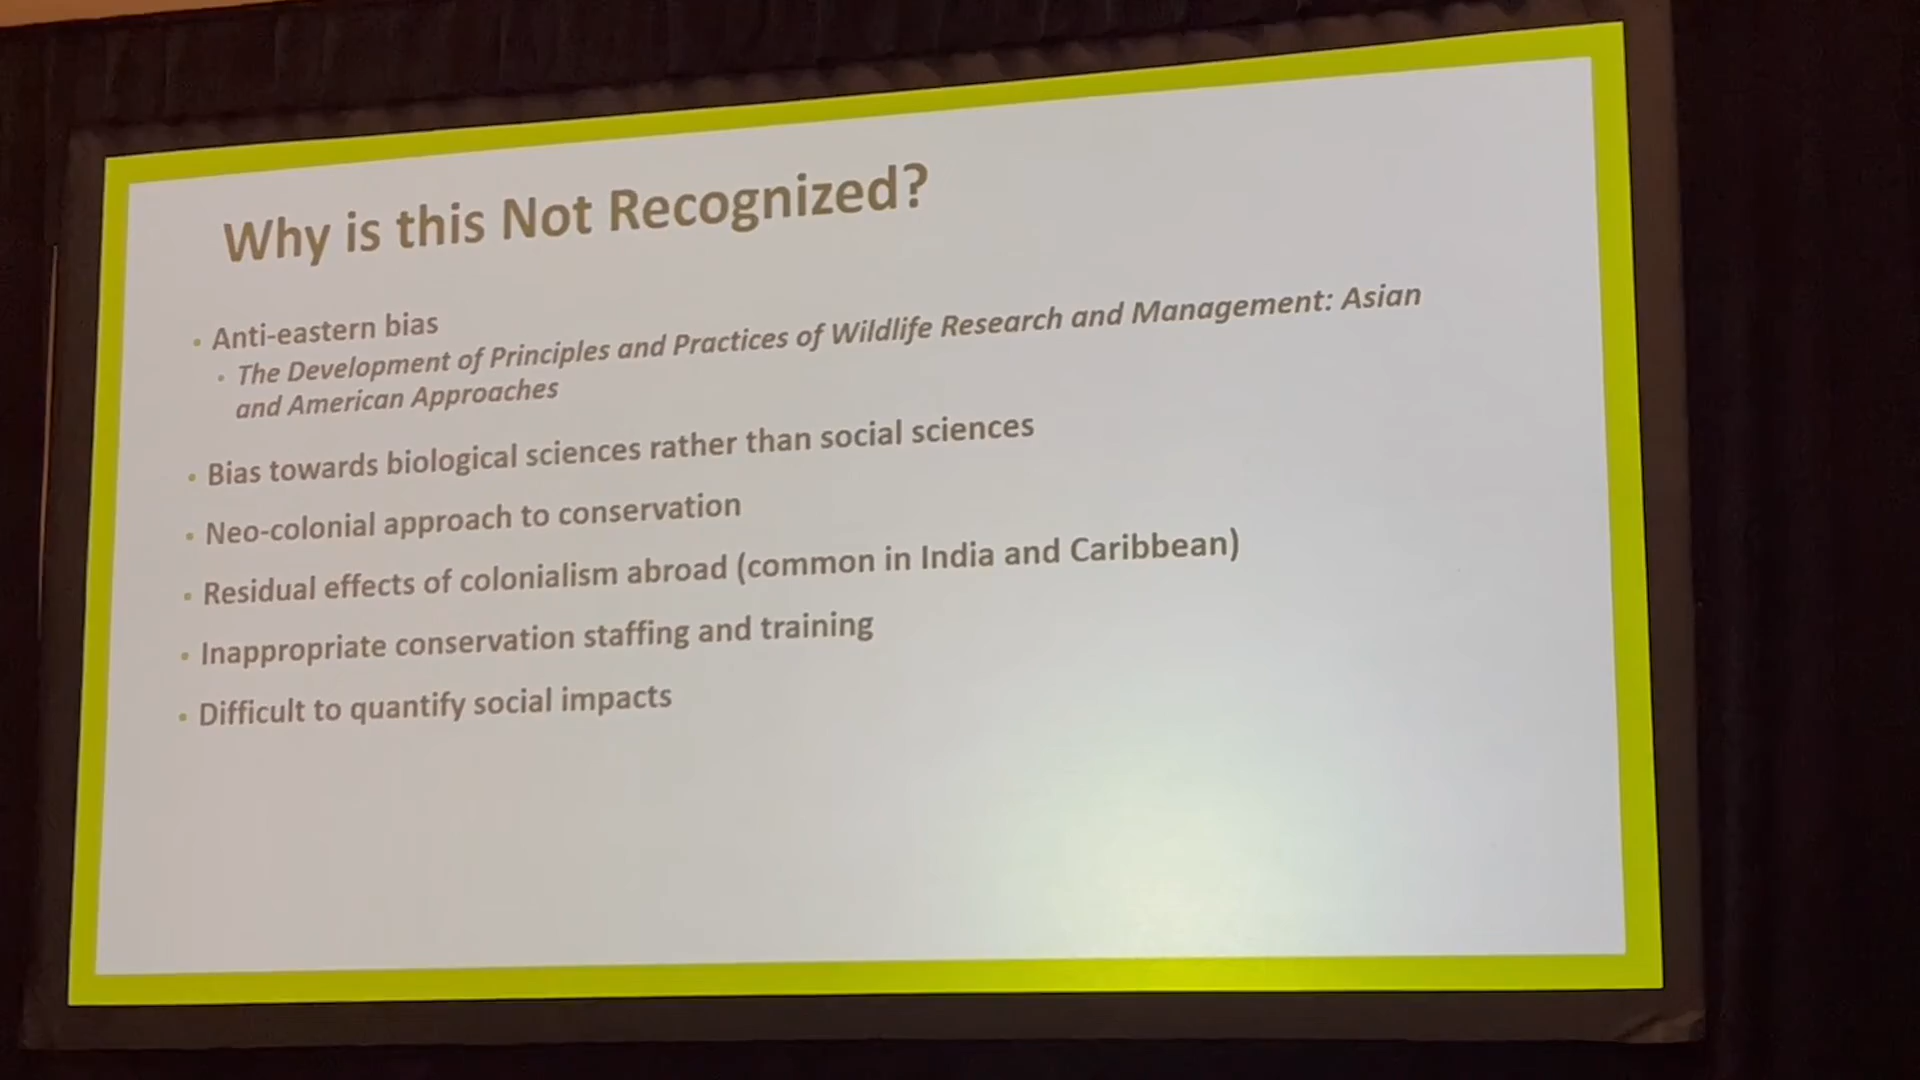 Why is this Not Recognized?
• Anti-eastern bias
• The Development of Principles and Practices of Wildlife Research and Management: Asian
and American Approaches
• Bias towards biological sciences rather than social sciences
• Neo-colonial approach to conservation
• Residual effects of colonialism abroad (common in India and Caribbean)
• Inappropriate conservation staffing and training
• Difficult to quantify social impacts